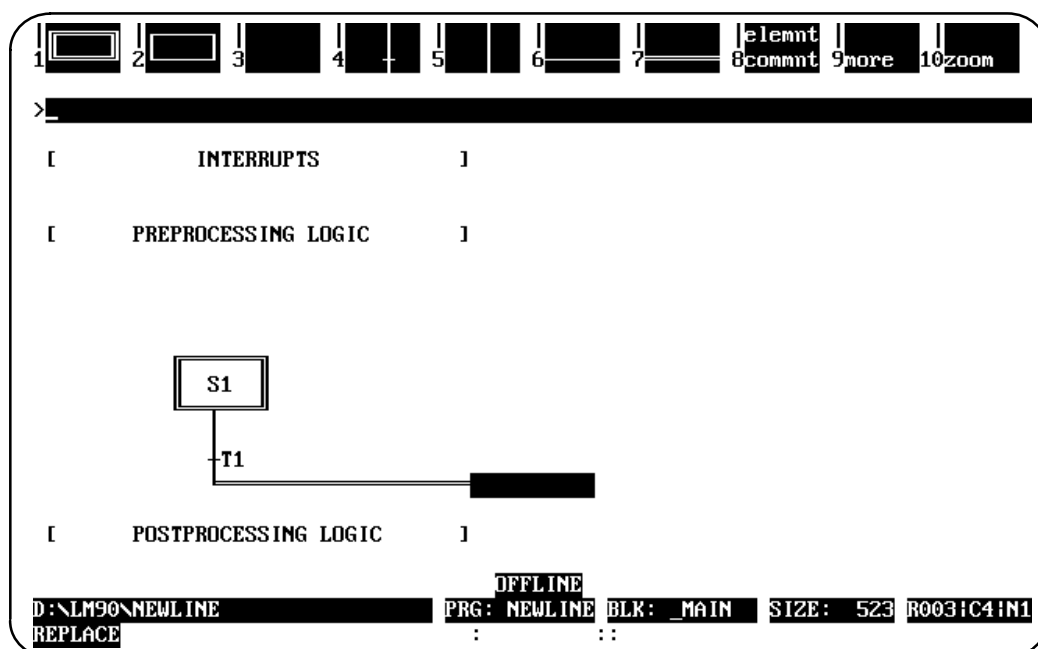 elemnt
1 2 3 4 5 6 7 8commnt 9more 10zoom
>_
[ INTERRUPTS ]
[ PREPROCESSING LOGIC ]
S1
T1
[ POSTPROCESSING LOGIC ]
OFFLINE
D:\LM90\NEWLINE PRG: NEWLINE BLK: _MAIN SIZE: 523 R003¦C4¦N1
REPLACE : ::